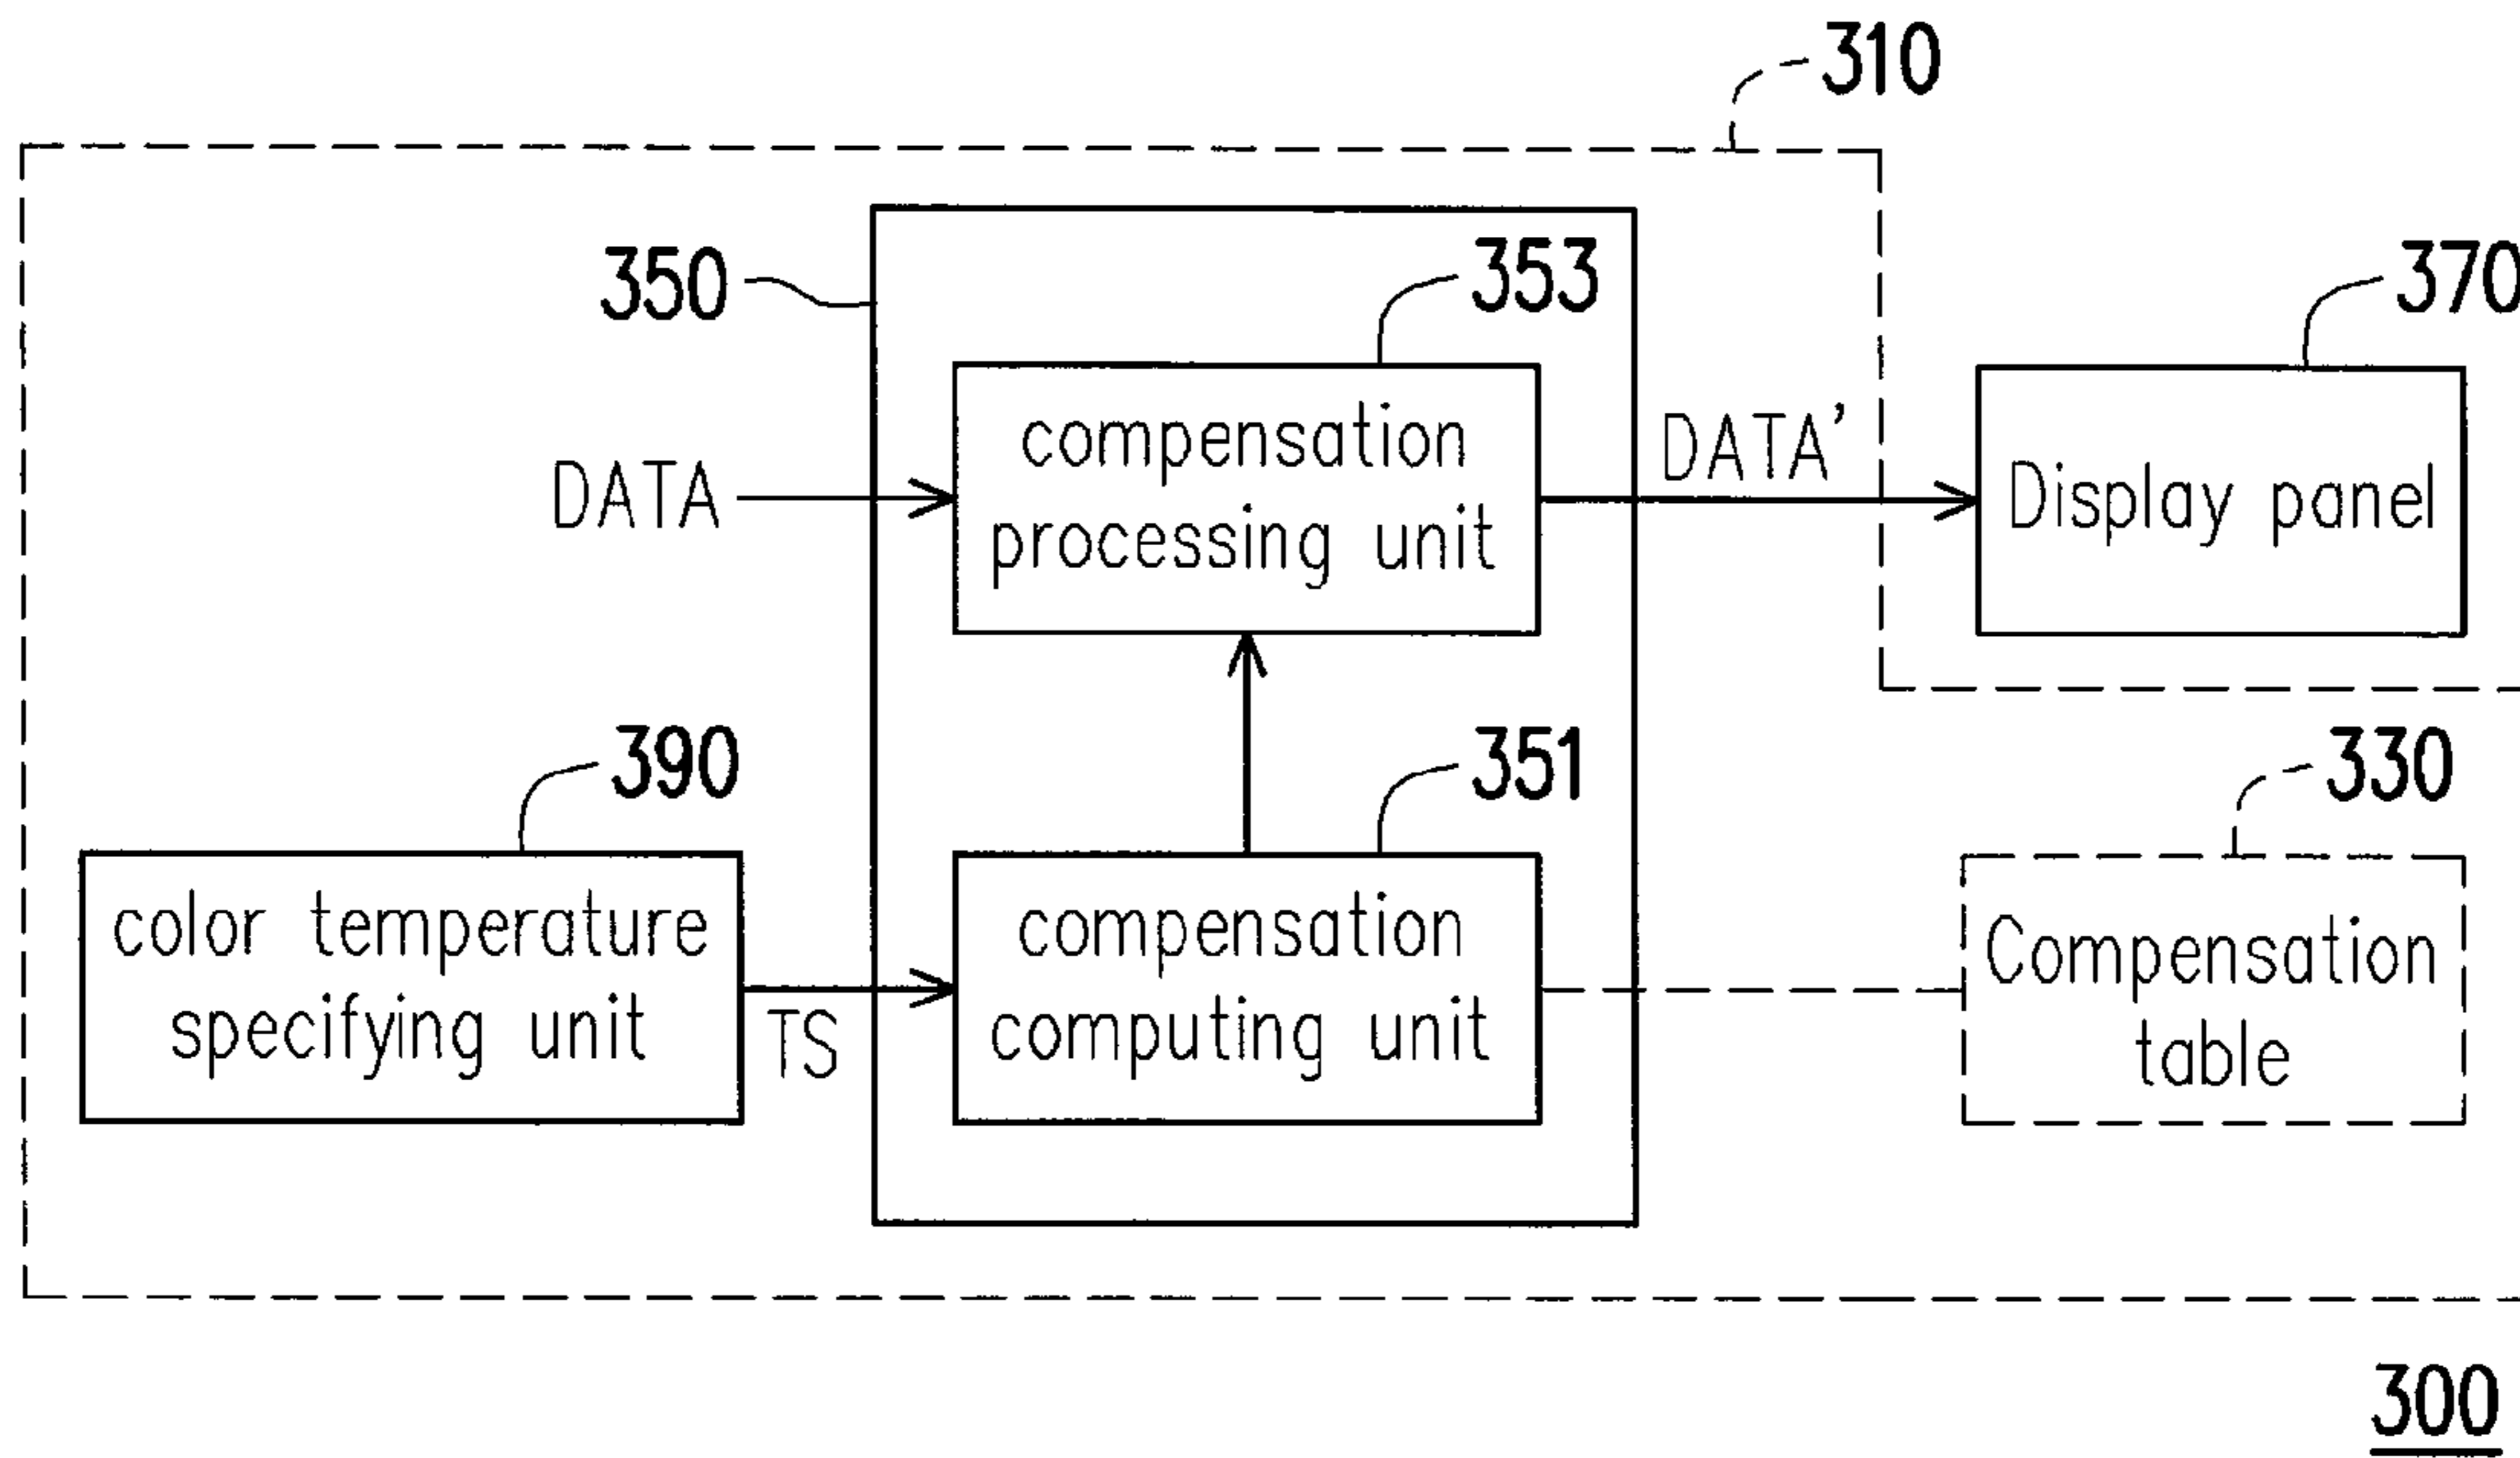 310
350
353
370
compensation
processing unit
DATA
DATA'
Display panel
390
351
330
color temperature
specifying unit
TS
compensation
computing unit
Compensation
table
300